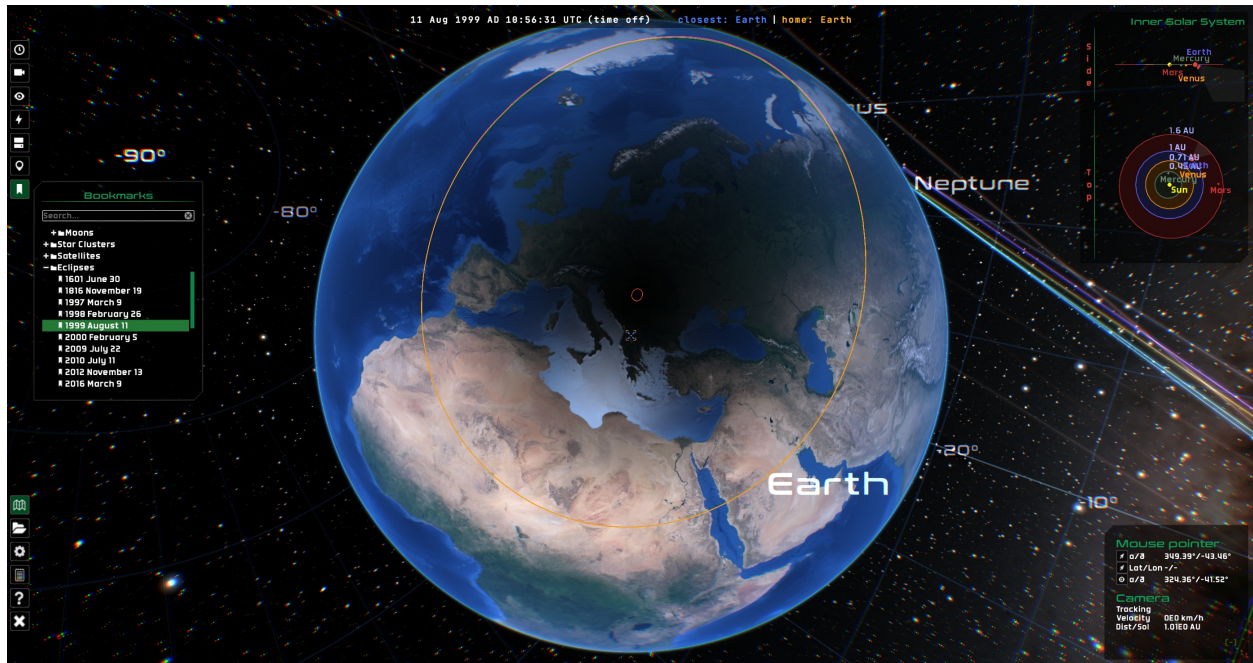 11 Aug 1999 AD 10:56:31 UTC (time off) closest: Earth | home: Earth
Inner Solar System
Side
Earth
Mercury
Mars
Venus
-90°
Neptune
-80°
Bookmarks
Search...
Moons
Star Clusters
Satellites
Eclipses
1601 June 30
1816 November 19
1997 March 9
1998 February 26
1999 August 11
2000 February 5
2009 July 22
2010 July 11
2012 November 13
2016 March 9
Top
1.6 AU
1 AU
0.71 AU
Venus
Mercury
Sun
Mars
-20°
Earth
-10°
Mouse pointer
α/δ 349.39°/-43.46°
Lat/Lon -/-
α/δ 324.36°/-41.52°
Camera
Tracking
Velocity 0E0 km/h
Dist/Sol 1.01E0 AU